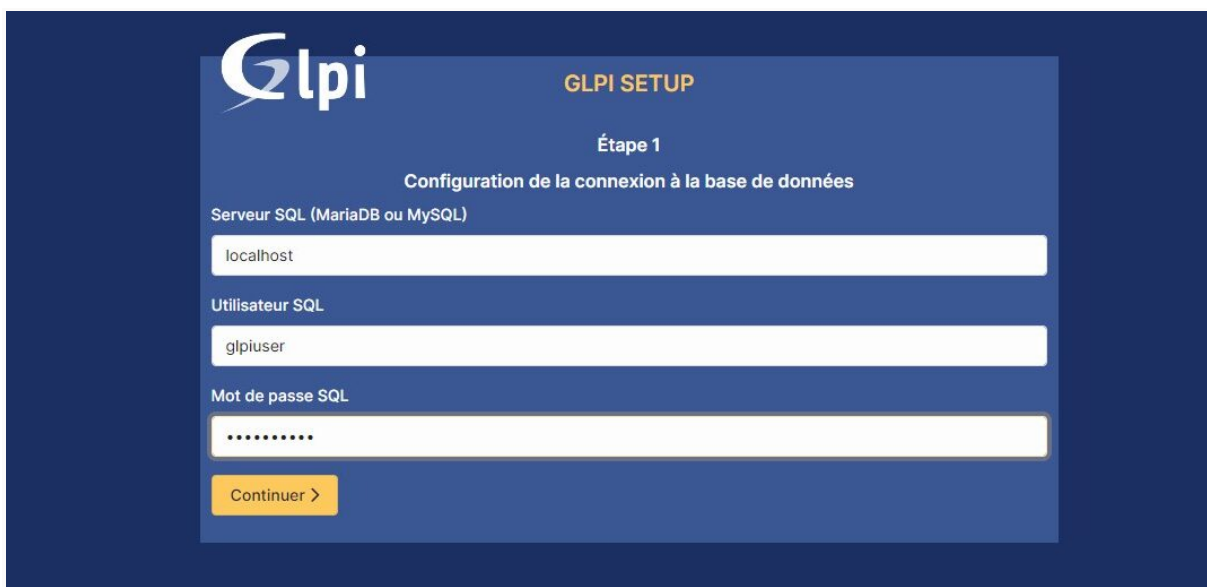 Glpi
GLPI SETUP
Étape 1
Configuration de la connexion à la base de données
Serveur SQL (MariaDB ou MySQL)
localhost
Utilisateur SQL
glpiuser
Mot de passe SQL
••••••••••
Continuer >